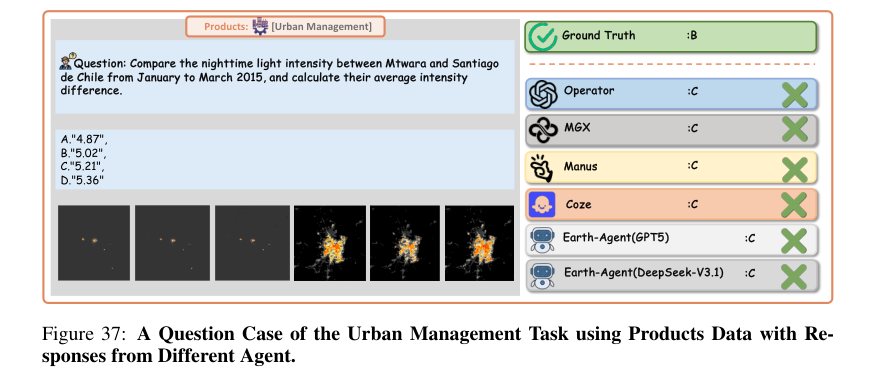 Products: [Urban Management]
Question: Compare the nighttime light intensity between Mtwara and Santiago
de Chile from January to March 2015, and calculate their average intensity
difference.
A."4.87",
B."5.02",
C."5.21",
D."5.36"
Ground Truth :B
Operator :C
MGX :C
Manus :C
Coze :C
Earth-Agent(GPT5) :C
Earth-Agent(DeepSeek-V3.1) :C
Figure 37: A Question Case of the Urban Management Task using Products Data with Re-
sponses from Different Agent.